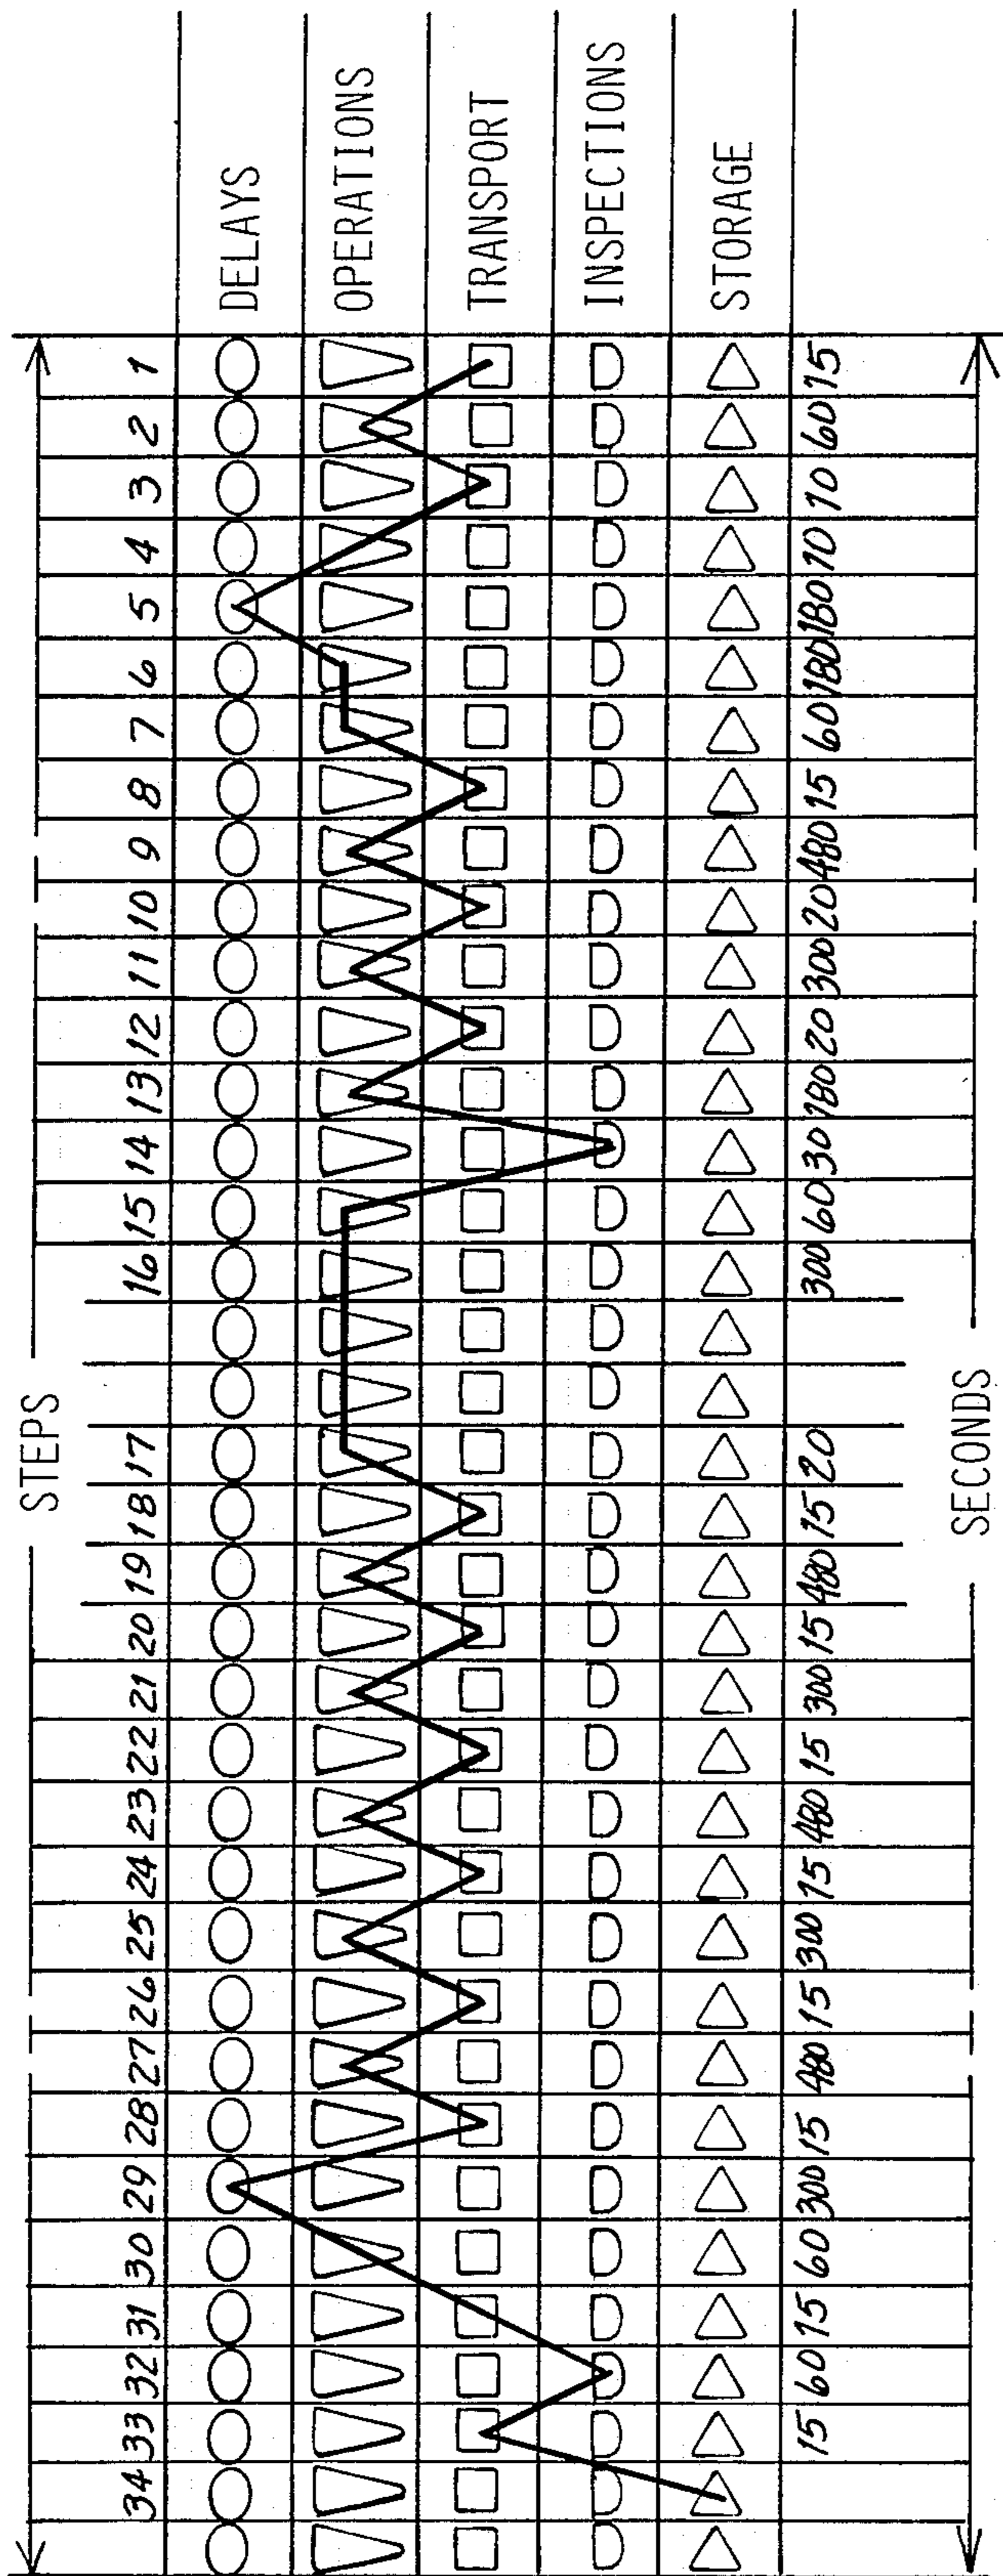 STEPS
1 2 3 4 5 6 7 8 9 10 11 12 13 14 15 16 17 18 19 20 21 22 23 24 25 26 27 28 29 30 31 32 33 34
DELAYS
OPERATIONS
TRANSPORT
INSPECTIONS
STORAGE
15 60 10 10 180 180 60 15 480 20 300 20 180 30 60 300 20 15 480 15 300 15 480 15 300 15 480 15 300 60 15 60 15
SECONDS